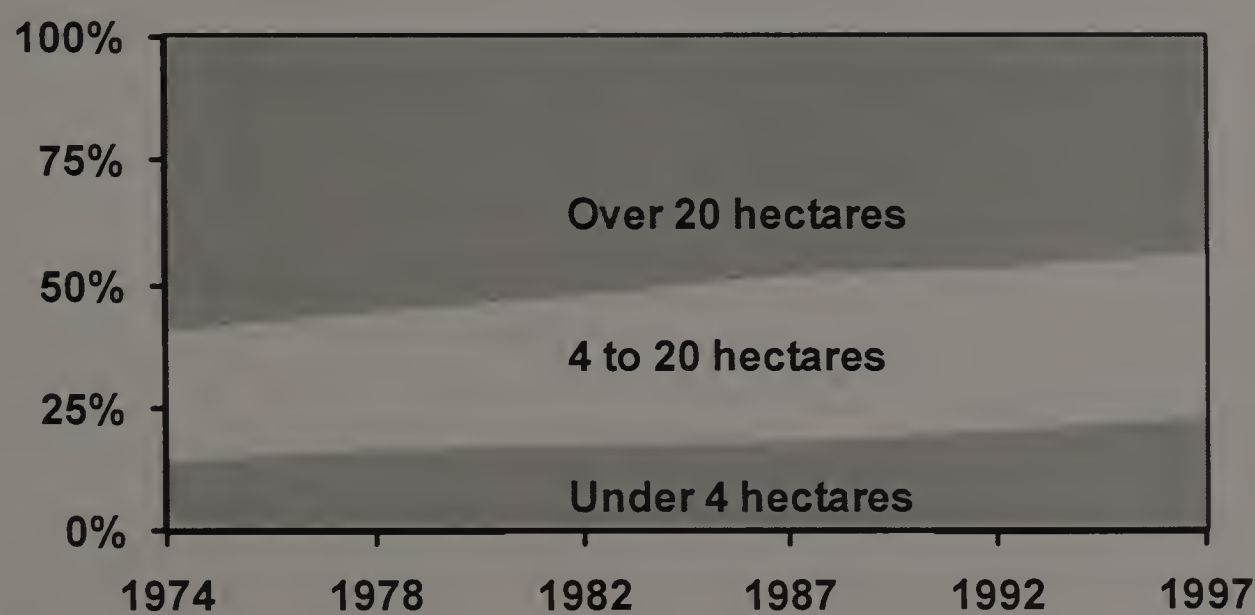 100%
75%
Over 20 hectares
50%
4 to 20 hectares
25%
Under 4 hectares
0%
1974 1978 1982 1987 1992 1997